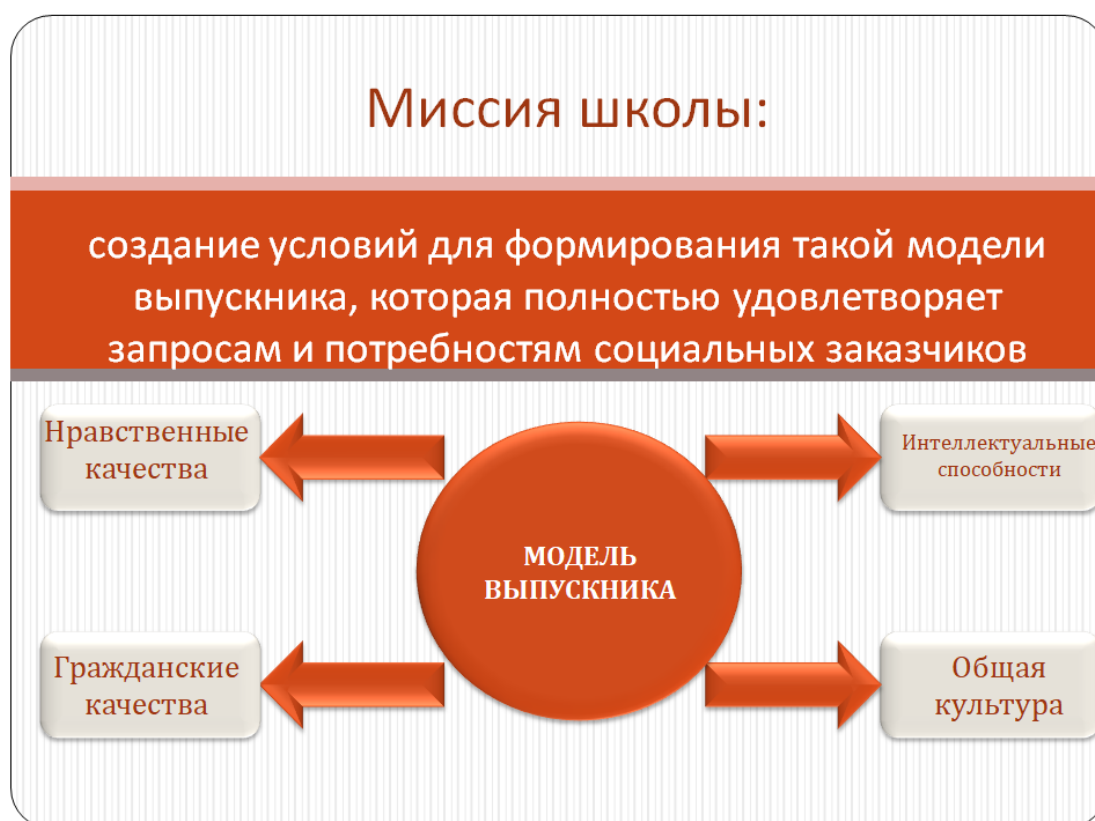 Миссия школы:
создание условий для формирования такой модели
выпускника, которая полностью удовлетворяет
запросам и потребностям социальных заказчиков
Нравственные
качества
Интеллектуальные
способности
МОДЕЛЬ
ВЫПУСКНИКА
Гражданские
качества
Общая
культура